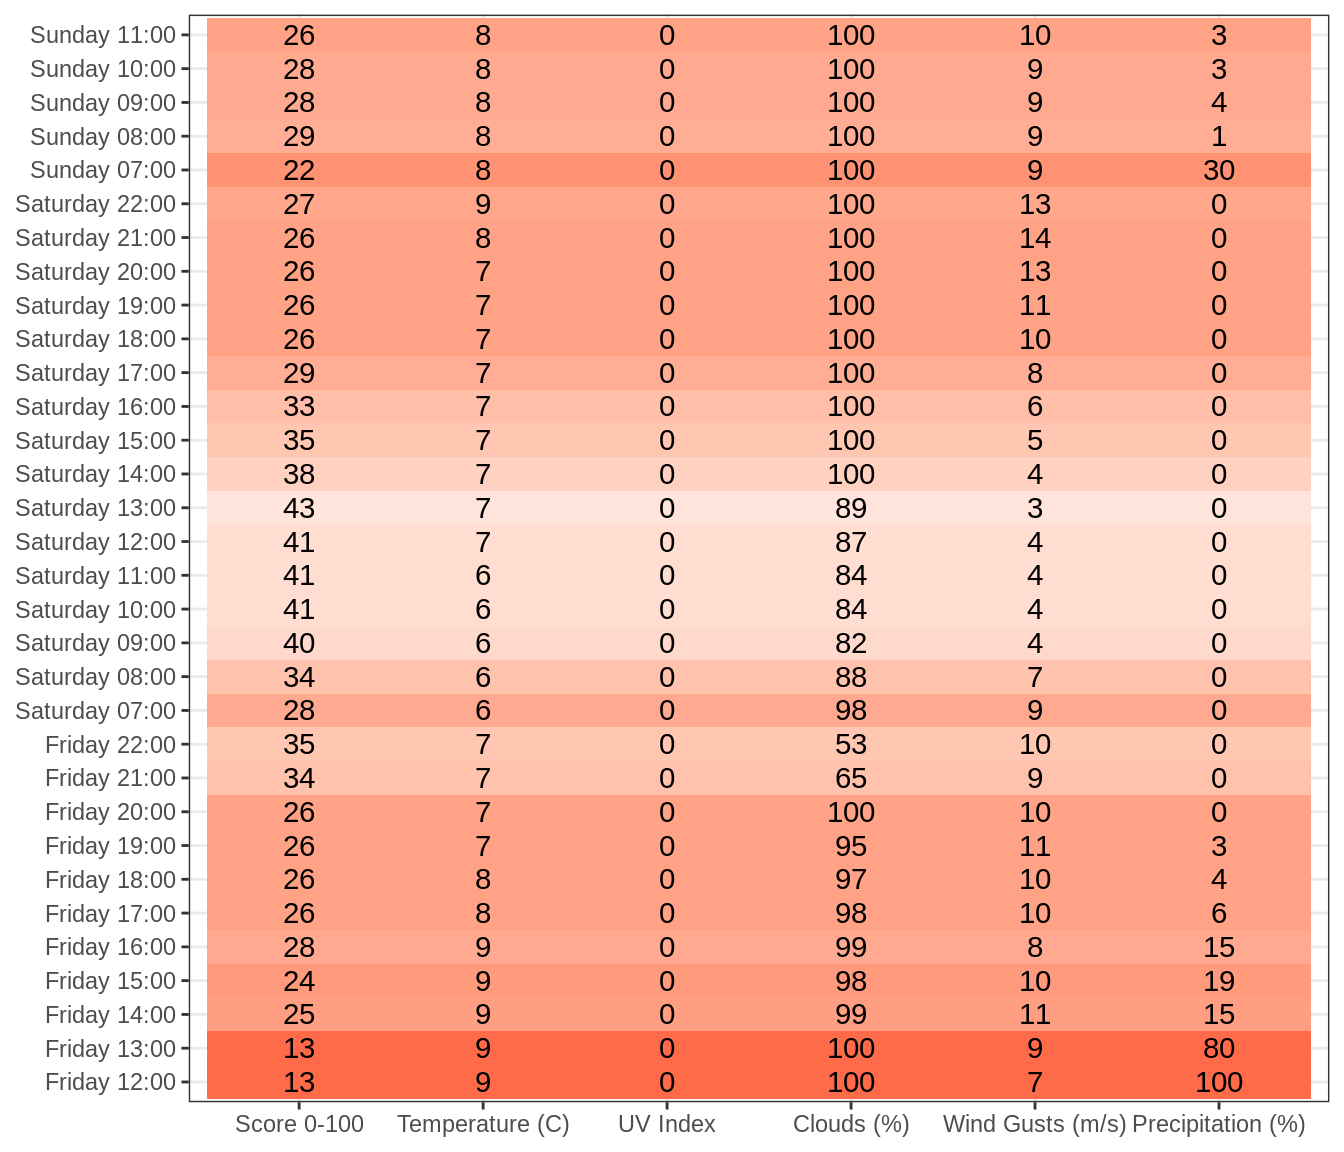 Sunday 11:00 26 8 0 100 10 3
Sunday 10:00 28 8 0 100 9 3
Sunday 09:00 28 8 0 100 9 4
Sunday 08:00 29 8 0 100 9 1
Sunday 07:00 22 8 0 100 9 30
Saturday 22:00 27 9 0 100 13 0
Saturday 21:00 26 8 0 100 14 0
Saturday 20:00 26 7 0 100 13 0
Saturday 19:00 26 7 0 100 11 0
Saturday 18:00 26 7 0 100 10 0
Saturday 17:00 29 7 0 100 8 0
Saturday 16:00 33 7 0 100 6 0
Saturday 15:00 35 7 0 100 5 0
Saturday 14:00 38 7 0 100 4 0
Saturday 13:00 43 7 0 89 3 0
Saturday 12:00 41 7 0 87 4 0
Saturday 11:00 41 6 0 84 4 0
Saturday 10:00 41 6 0 84 4 0
Saturday 09:00 40 6 0 82 4 0
Saturday 08:00 34 6 0 88 7 0
Saturday 07:00 28 6 0 98 9 0
Friday 22:00 35 7 0 53 10 0
Friday 21:00 34 7 0 65 9 0
Friday 20:00 26 7 0 100 10 0
Friday 19:00 26 7 0 95 11 3
Friday 18:00 26 8 0 97 10 4
Friday 17:00 26 8 0 98 10 6
Friday 16:00 28 9 0 99 8 15
Friday 15:00 24 9 0 98 10 19
Friday 14:00 25 9 0 99 11 15
Friday 13:00 13 9 0 100 9 80
Friday 12:00 13 9 0 100 7 100
Score 0-100 Temperature (C) UV Index Clouds (%) Wind Gusts (m/s) Precipitation (%)